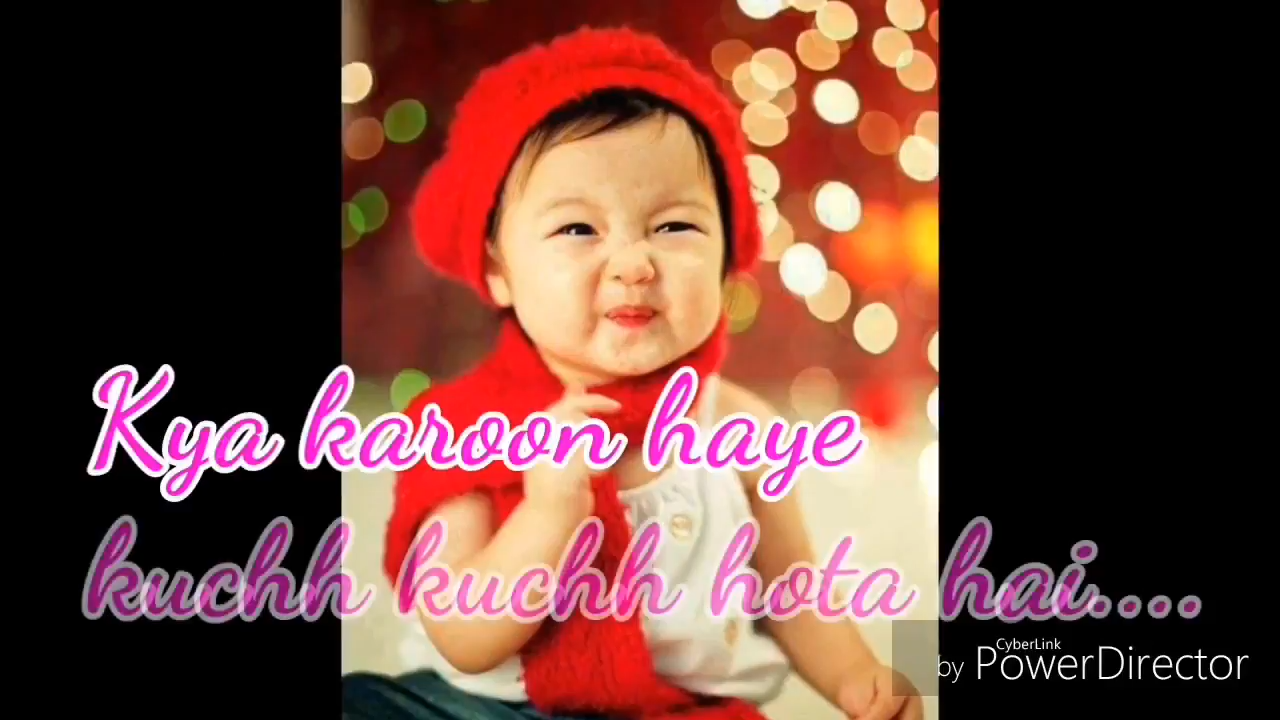 Kya karoon haye
kuchh kuchh hota hai....
CyberLink
by PowerDirector